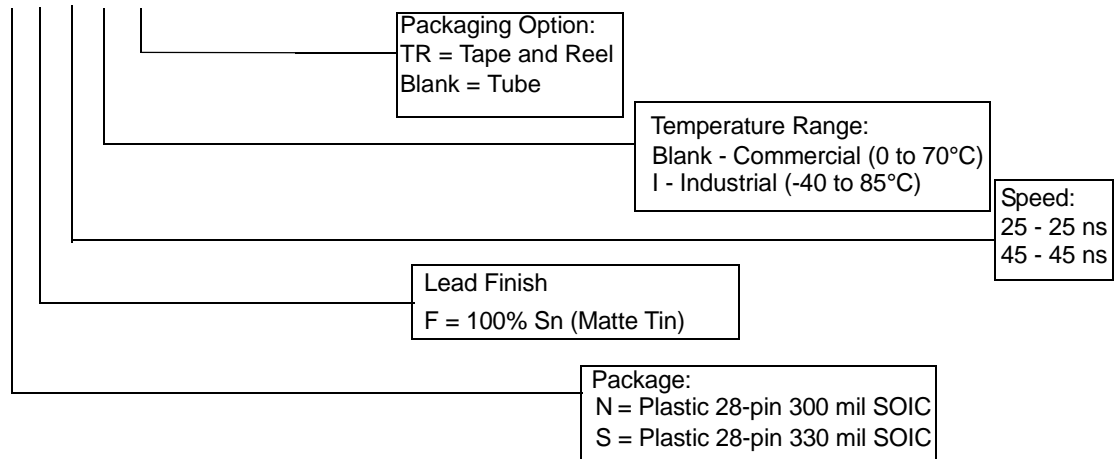 Packaging Option:
TR = Tape and Reel
Blank = Tube
Temperature Range:
Blank - Commercial (0 to 70°C)
I - Industrial (-40 to 85°C)
Speed:
25 - 25 ns
45 - 45 ns
Lead Finish
F = 100% Sn (Matte Tin)
Package:
N = Plastic 28-pin 300 mil SOIC
S = Plastic 28-pin 330 mil SOIC